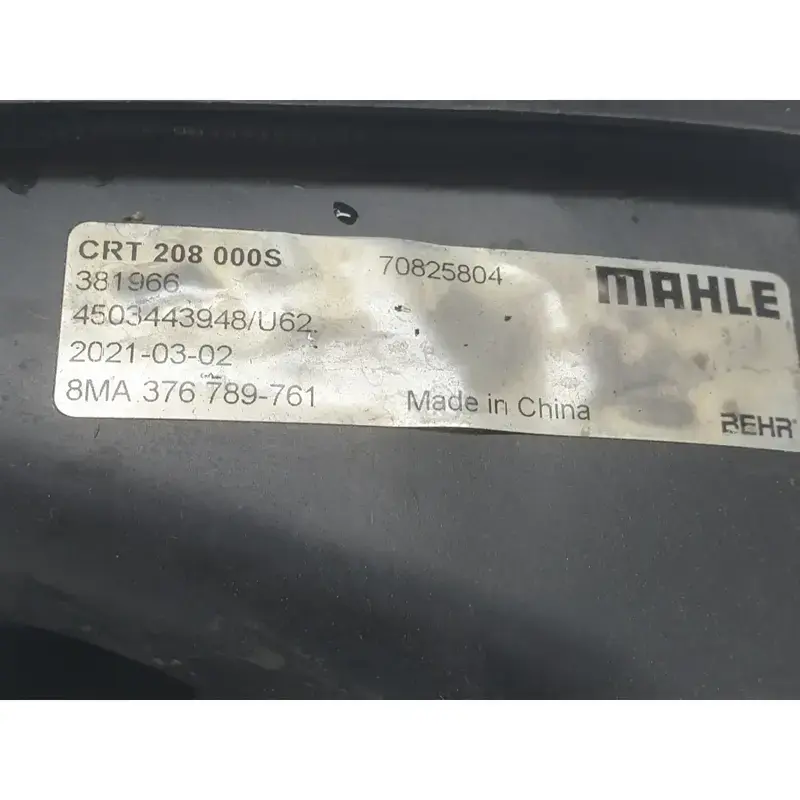 CRT 208 000S
381966
4503443948/U62.
2021-03-02
8MA 376 789-761
70825804
Made in China
MAHLE
BEHR